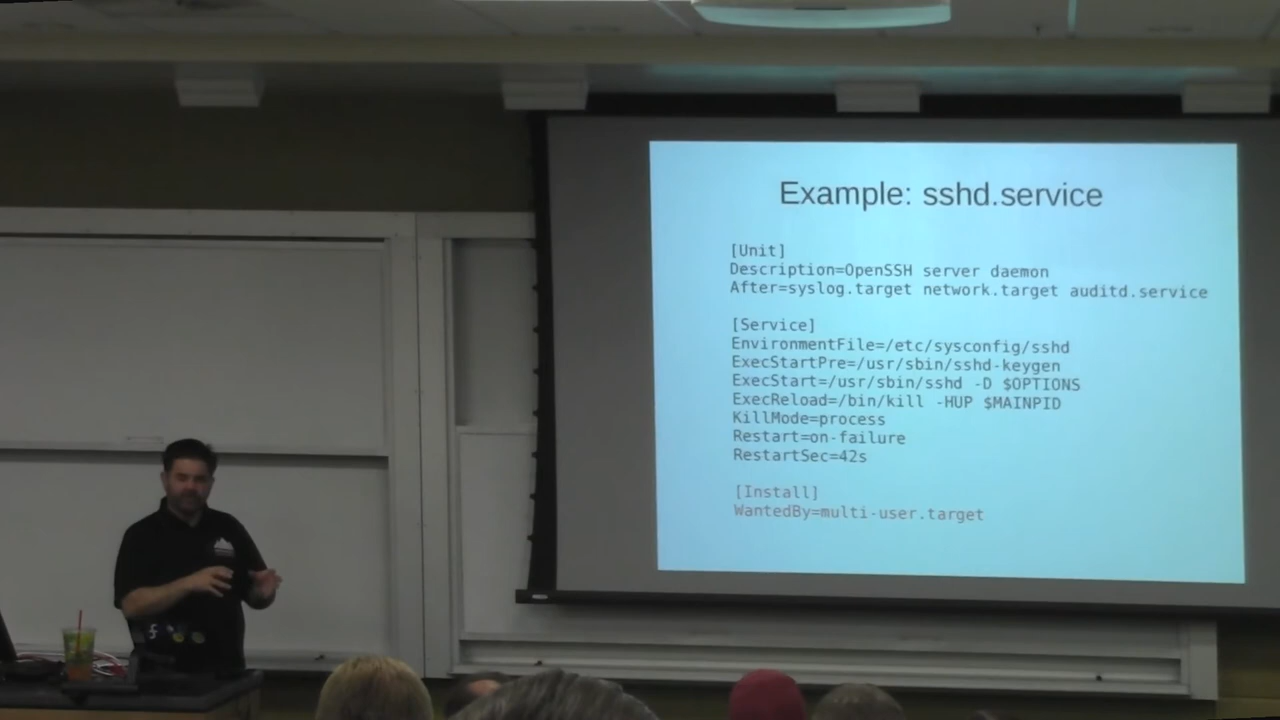 Example: sshd.service
[Unit]
Description=OpenSSH server daemon
After=syslog.target network.target auditd.service
[Service]
EnvironmentFile=/etc/sysconfig/sshd
ExecStartPre=/usr/sbin/sshd-keygen
ExecStart=/usr/sbin/sshd -D $OPTIONS
ExecReload=/bin/kill -HUP $MAINPID
KillMode=process
Restart=on-failure
RestartSec=42s
[Install]
WantedBy=multi-user.target